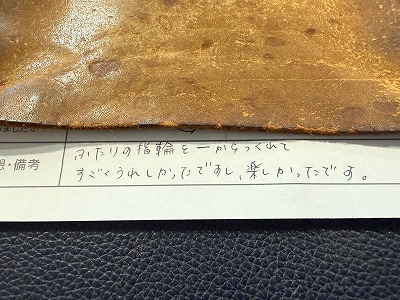 ましたか
ふたりの指輪を一からつくれて
想・備考
すごくうれしかったですし、楽しかったです。